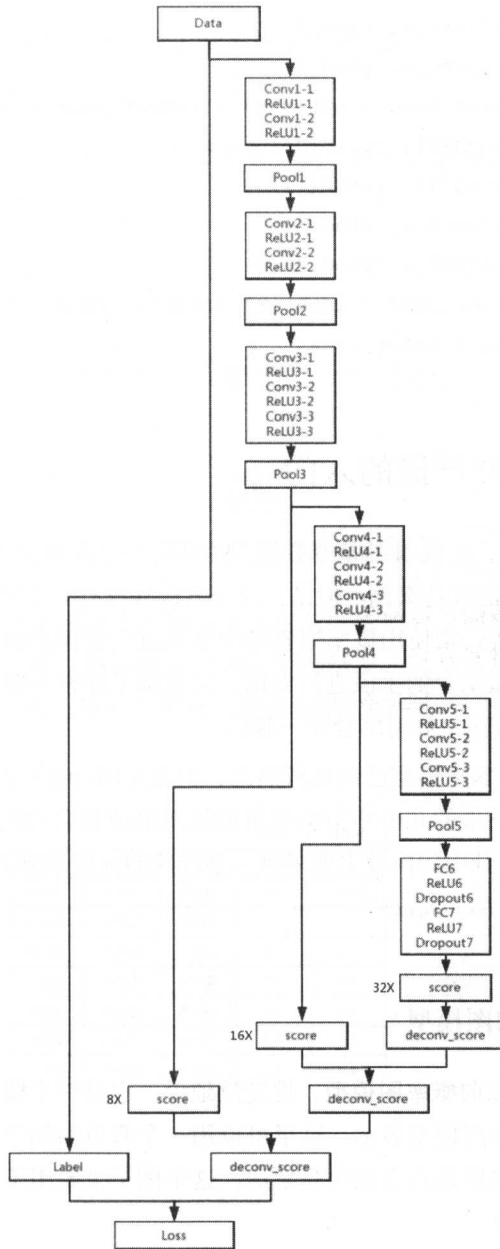 Data
Conv1-1
ReLU1-1
Conv1-2
ReLU1-2
Pool1
Conv2-1
ReLU2-1
Conv2-2
ReLU2-2
Pool2
Conv3-1
ReLU3-1
Conv3-2
ReLU3-2
Conv3-3
ReLU3-3
Pool3
Conv4-1
ReLU4-1
Conv4-2
ReLU4-2
Conv4-3
ReLU4-3
Pool4
Conv5-1
ReLU5-1
Conv5-2
ReLU5-2
Conv5-3
ReLU5-3
Pool5
FC6
ReLU6
Dropout6
FC7
ReLU7
Dropout7
32X score
16X score deconv_score
8X score deconv_score
Label deconv_score
Loss